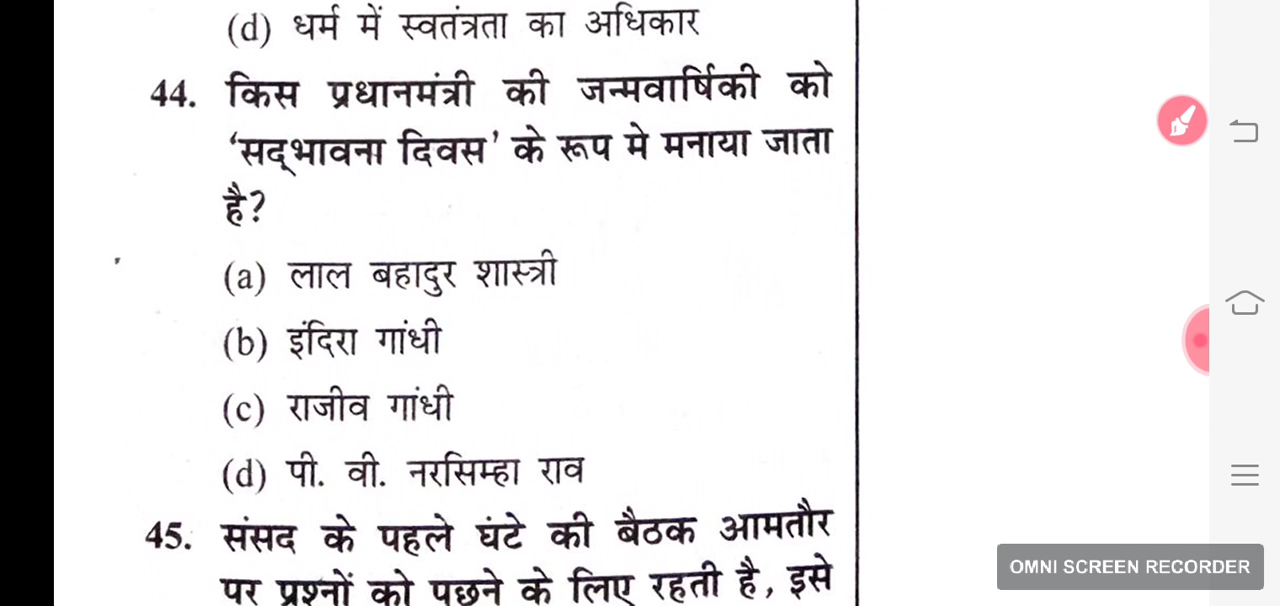 (d) धर्म में स्वतंत्रता का अधिकार
44. किस प्रधानमंत्री की जन्मवार्षिकी को
‘सद्भावना दिवस’ के रूप मे मनाया जाता
है?
(a) लाल बहादुर शास्त्री
(b) इंदिरा गांधी
(c) राजीव गांधी
(d) पी. वी. नरसिम्हा राव
45. संसद के पहले घंटे की बैठक आमतौर
पर प्रश्नों को पूछने के लिए रहती है, इसे
OMNI SCREEN RECORDER